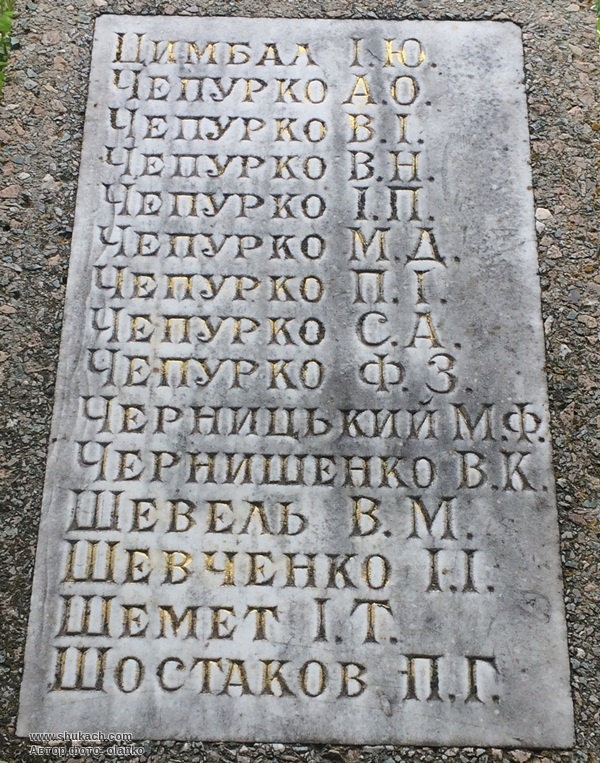 Цимбал І.Ю.
Чепурко А.О.
Чепурко В.І.
Чепурко В.Н.
Чепурко І.П.
Чепурко М.Д.
Чепурко П.І.
Чепурко С.А.
Чепурко Ф.З.
Черницький М.Ф.
Чернишенко В.К.
Шевель В.М.
Шевченко І.І.
Шемет І.Т.
Шостаков П.Г.
www.shukach.com
Автор фото- olanko